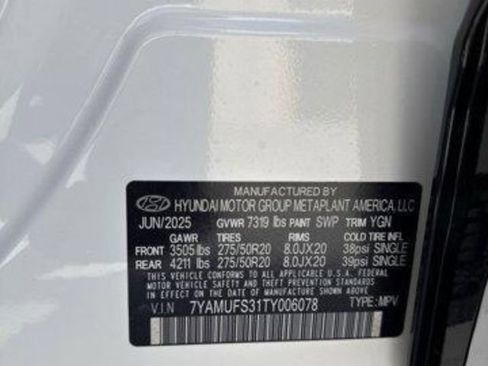 MANUFACTURED BY
HYUNDAI MOTOR GROUP METAPLANT AMERICA, LLC
JUN/2025 GVWR 7319 lbs PAINT SWP TRIM YGN
GAWR TIRES RIMS COLD TIRE INFL.
FRONT 3505 lbs 275/50R20 8.0JX20 38psi SINGLE
REAR 4211 lbs 275/50R20 8.0JX20 39psi SINGLE
THIS VEHICLE CONFORMS TO ALL APPLICABLE U.S.A. FEDERAL
MOTOR VEHICLE SAFETY, BUMPER, AND THEFT PREVENTION
STANDARDS IN EFFECT ON THE DATE OF MANUFACTURE SHOWN ABOVE.
V.I.N 7YAMUFS31TY006078 TYPE: MPV